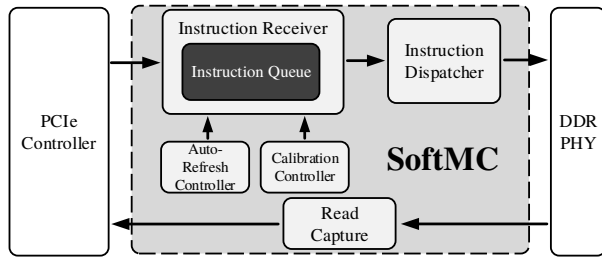 Instruction Receiver
Instruction Queue
Instruction
Dispatcher
PCIe
Controller
DDR
PHY
Auto-
Refresh
Controller
Calibration
Controller
SoftMC
Read
Capture